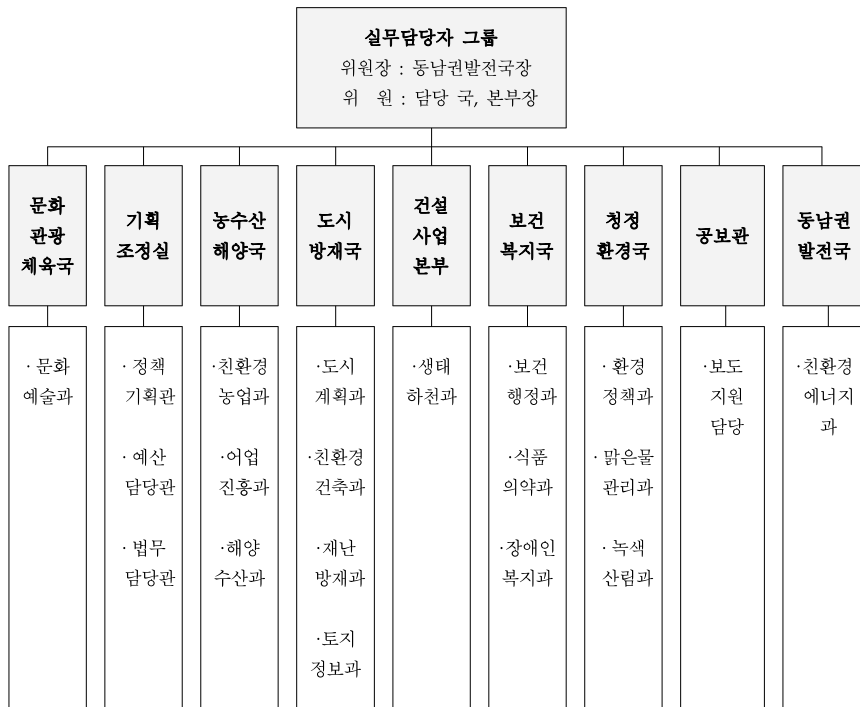 실무담당자 그룹
위원장 : 동남권발전국장
위 원 : 담당 국, 본부장
문화
관광
체육국
기획
조정실
농수산
해양국
도시
방재국
건설
사업
본부
보건
복지국
청정
환경국
공보관
동남권
발전국
· 문화
예술과
· 정책
기획관
· 예산
담당관
· 법무
담당관
·친환경
농업과
·어업
진흥과
·해양
수산과
·도시
계획과
·친환경
건축과
·재난
방재과
·토지
정보과
·생태
하천과
·보건
행정과
·식품
의약과
·장애인
복지과
· 환경
정책과
·맑은물
관리과
· 녹색
산림과
·보도
지원
담당
·친환경
에너지
과